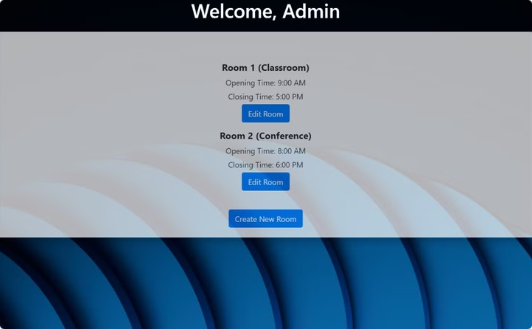 Welcome, Admin
Room 1 (Classroom)
Opening Time: 9:00 AM
Closing Time: 5:00 PM
Edit Room
Room 2 (Conference)
Opening Time: 8:00 AM
Closing Time: 6:00 PM
Edit Room
Create New Room